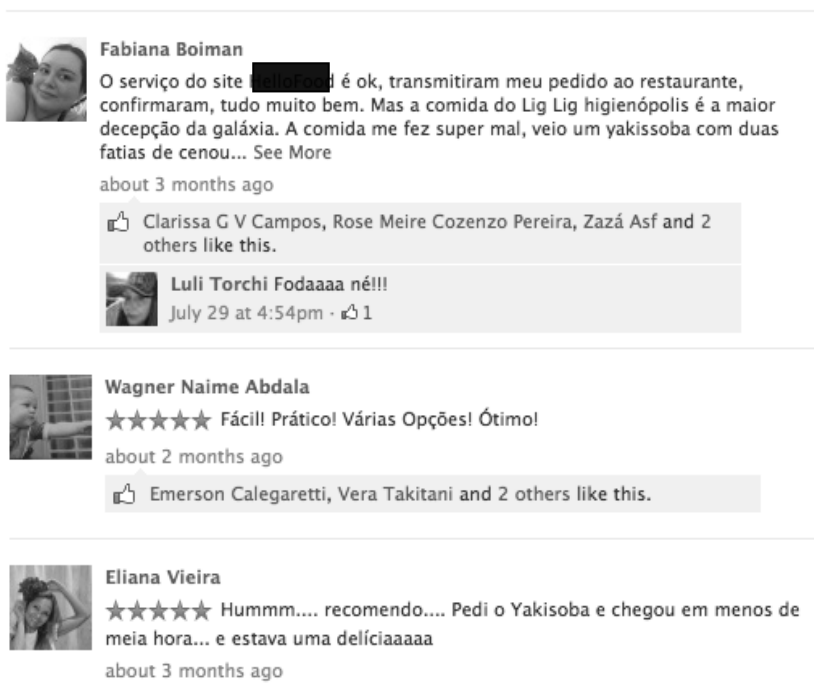 Fabiana Boiman
O serviço do site HelloFood é ok, transmitiram meu pedido ao restaurante,
confirmaram, tudo muito bem. Mas a comida do Lig Lig higienópolis é a maior
decepção da galáxia. A comida me fez super mal, veio um yakissoba com duas
fatias de cenou... See More
about 3 months ago
Clarissa G V Campos, Rose Meire Cozenzo Pereira, Zazá Asf and 2
others like this.
Luli Torchi Fodaaaa né!!!
July 29 at 4:54pm · 1
Wagner Naime Abdala
★★★★★ Fácil! Prático! Várias Opções! Ótimo!
about 2 months ago
Emerson Calegaretti, Vera Takitani and 2 others like this.
Eliana Vieira
★★★★★ Hummm.... recomendo.... Pedi o Yakisoba e chegou em menos de
meia hora... e estava uma delíciaaaaa
about 3 months ago